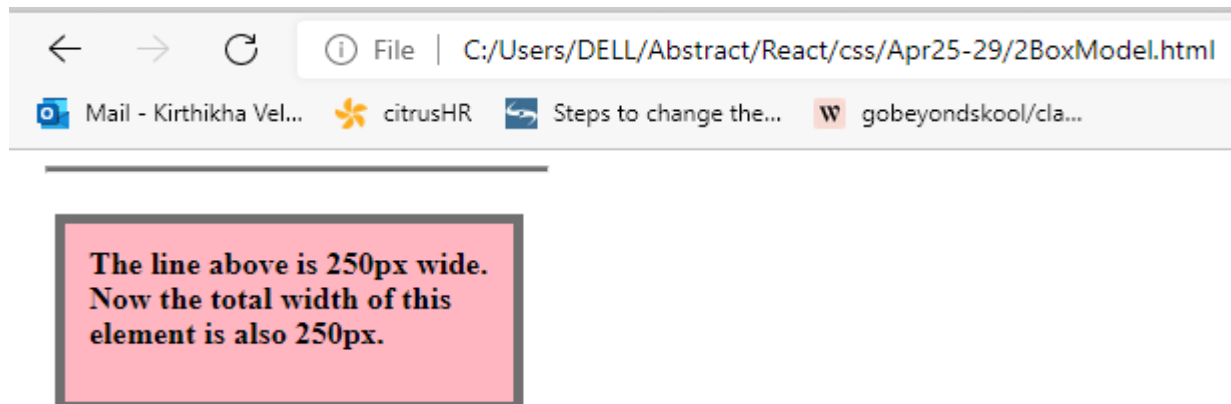 File | C:/Users/DELL/Abstract/React/css/Apr25-29/2BoxModel.html
Mail - Kirthikha Vel... citrusHR Steps to change the... W gobeyondskool/cla...
The line above is 250px wide.
Now the total width of this
element is also 250px.